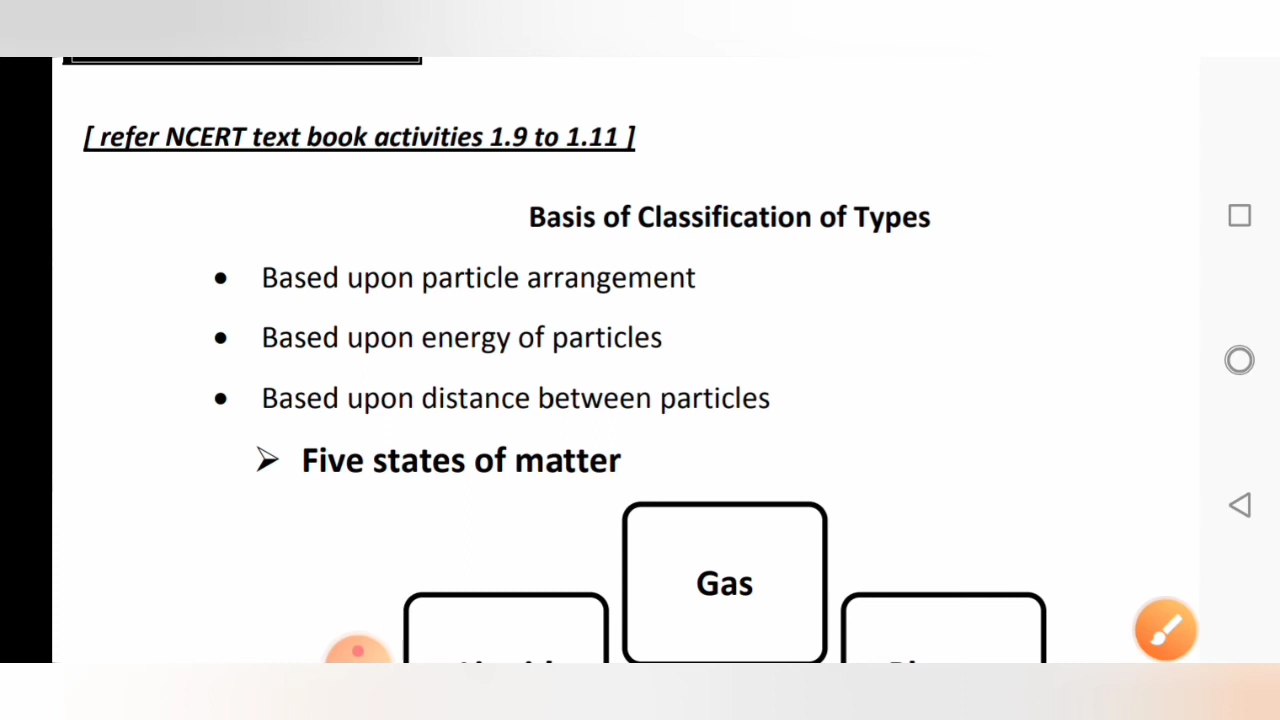 [ refer NCERT text book activities 1.9 to 1.11 ]
Basis of Classification of Types
• Based upon particle arrangement
• Based upon energy of particles
• Based upon distance between particles
➢ Five states of matter
Gas